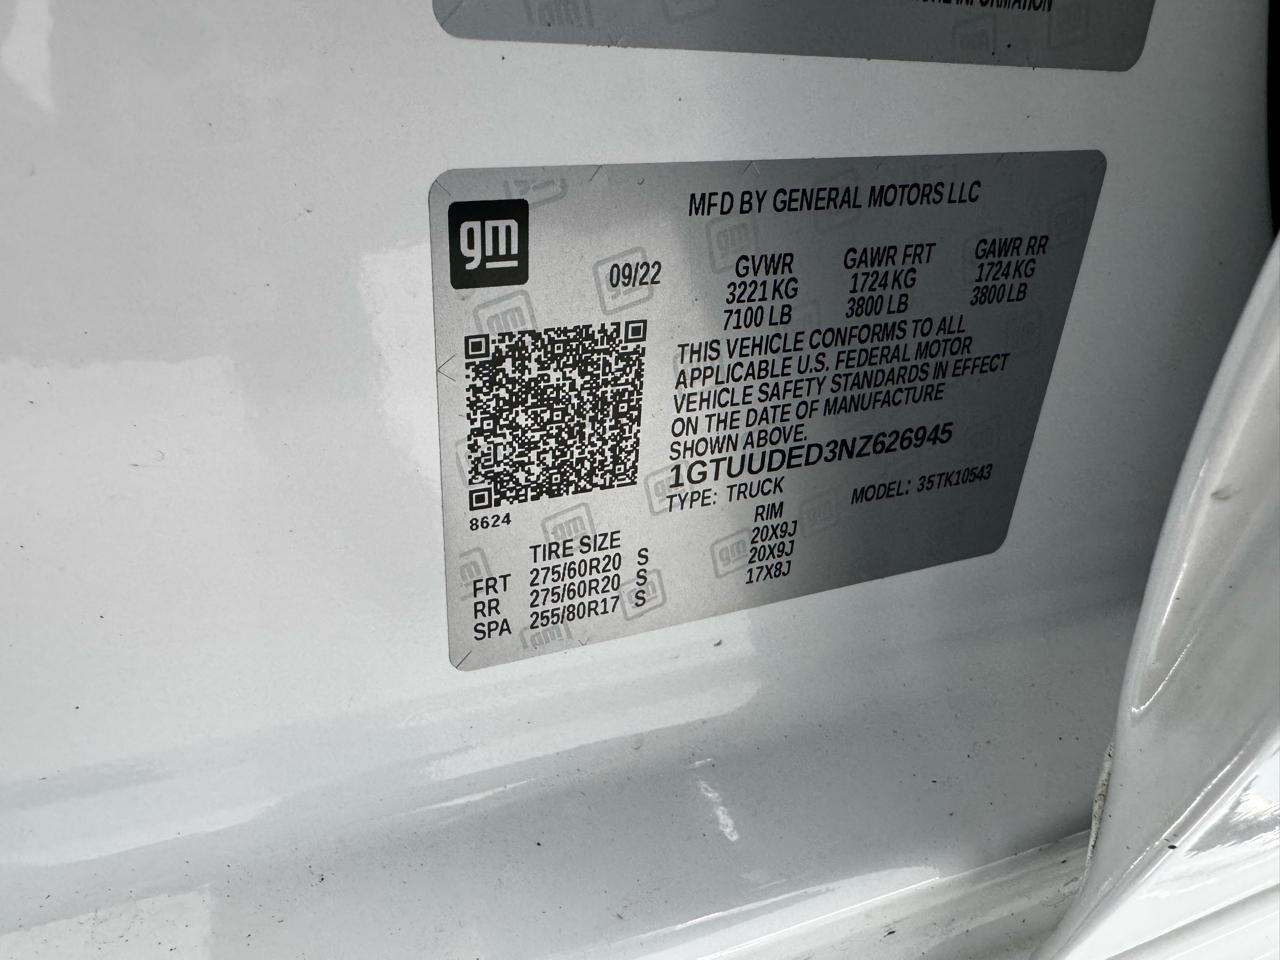 MORE INFORMATION
gm
MFD BY GENERAL MOTORS LLC
09/22
GVWR GAWR FRT GAWR RR
3221 KG 1724 KG 1724 KG
7100 LB 3800 LB 3800 LB
THIS VEHICLE CONFORMS TO ALL
APPLICABLE U.S. FEDERAL MOTOR
VEHICLE SAFETY STANDARDS IN EFFECT
ON THE DATE OF MANUFACTURE
SHOWN ABOVE.
1GTUUDED3NZ626945
TYPE: TRUCK MODEL: 35TK10543
8624
TIRE SIZE RIM
FRT 275/60R20 S 20X9J
RR 275/60R20 S 20X9J
SPA 255/80R17 S 17X8J